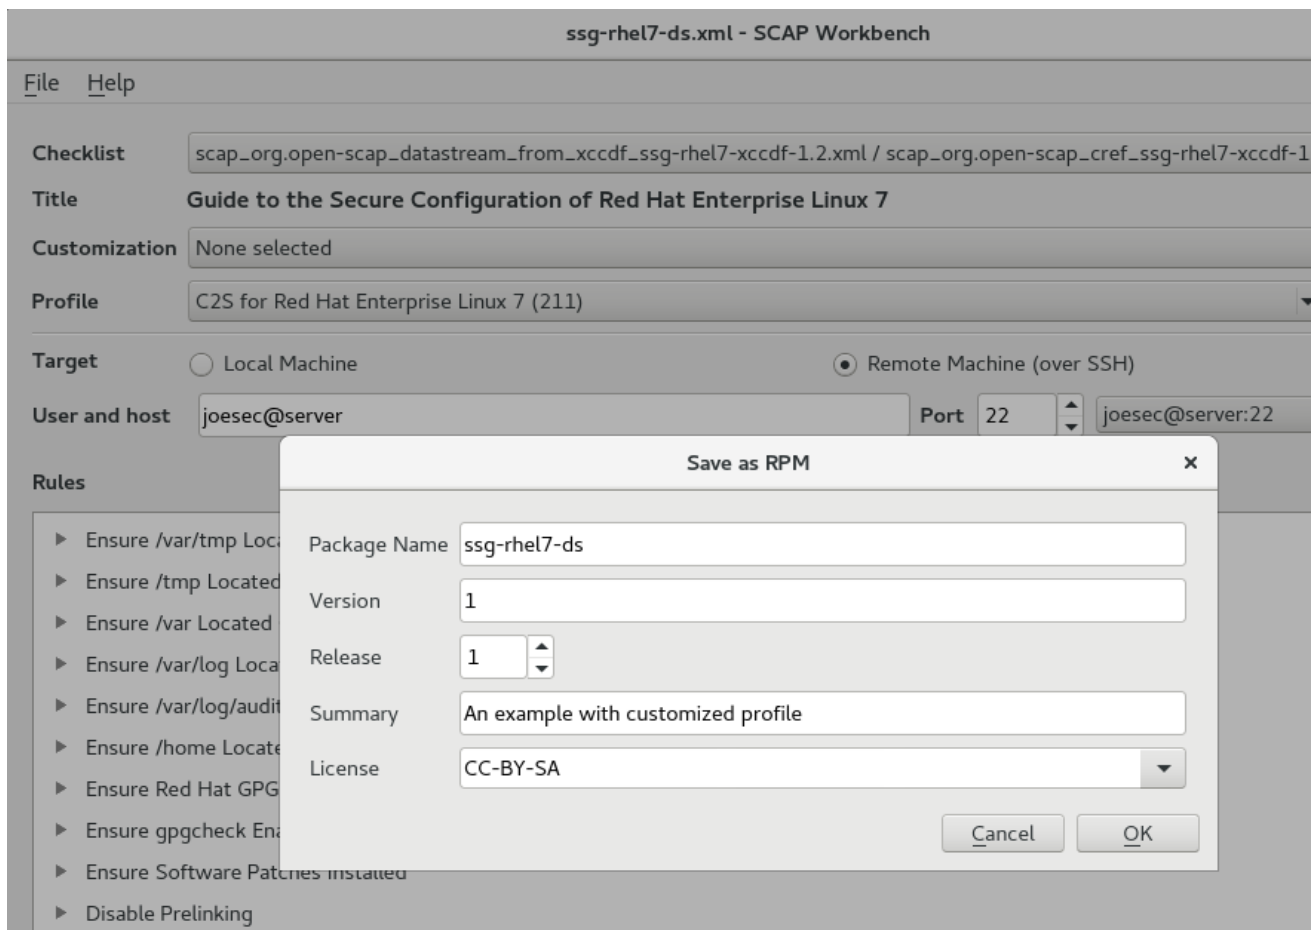 ssg-rhel7-ds.xml - SCAP Workbench
File Help
Checklist scap_org.open-scap_datastream_from_xccdf_ssg-rhel7-xccdf-1.2.xml / scap_org.open-scap_cref_ssg-rhel7-xccdf-1
Title Guide to the Secure Configuration of Red Hat Enterprise Linux 7
Customization None selected
Profile C2S for Red Hat Enterprise Linux 7 (211)
Target Local Machine Remote Machine (over SSH)
User and host joesec@server Port 22 joesec@server:22
Rules
Ensure /var/tmp
Ensure /tmp Located
Ensure /var Located
Ensure /var/log
Ensure /var/log/audit
Ensure /home
Ensure Red Hat GPG
Ensure gpgcheck
Ensure Software Patches Installed
Disable Prelinking
Save as RPM
Package Name ssg-rhel7-ds
Version 1
Release 1
Summary An example with customized profile
License CC-BY-SA
Cancel OK